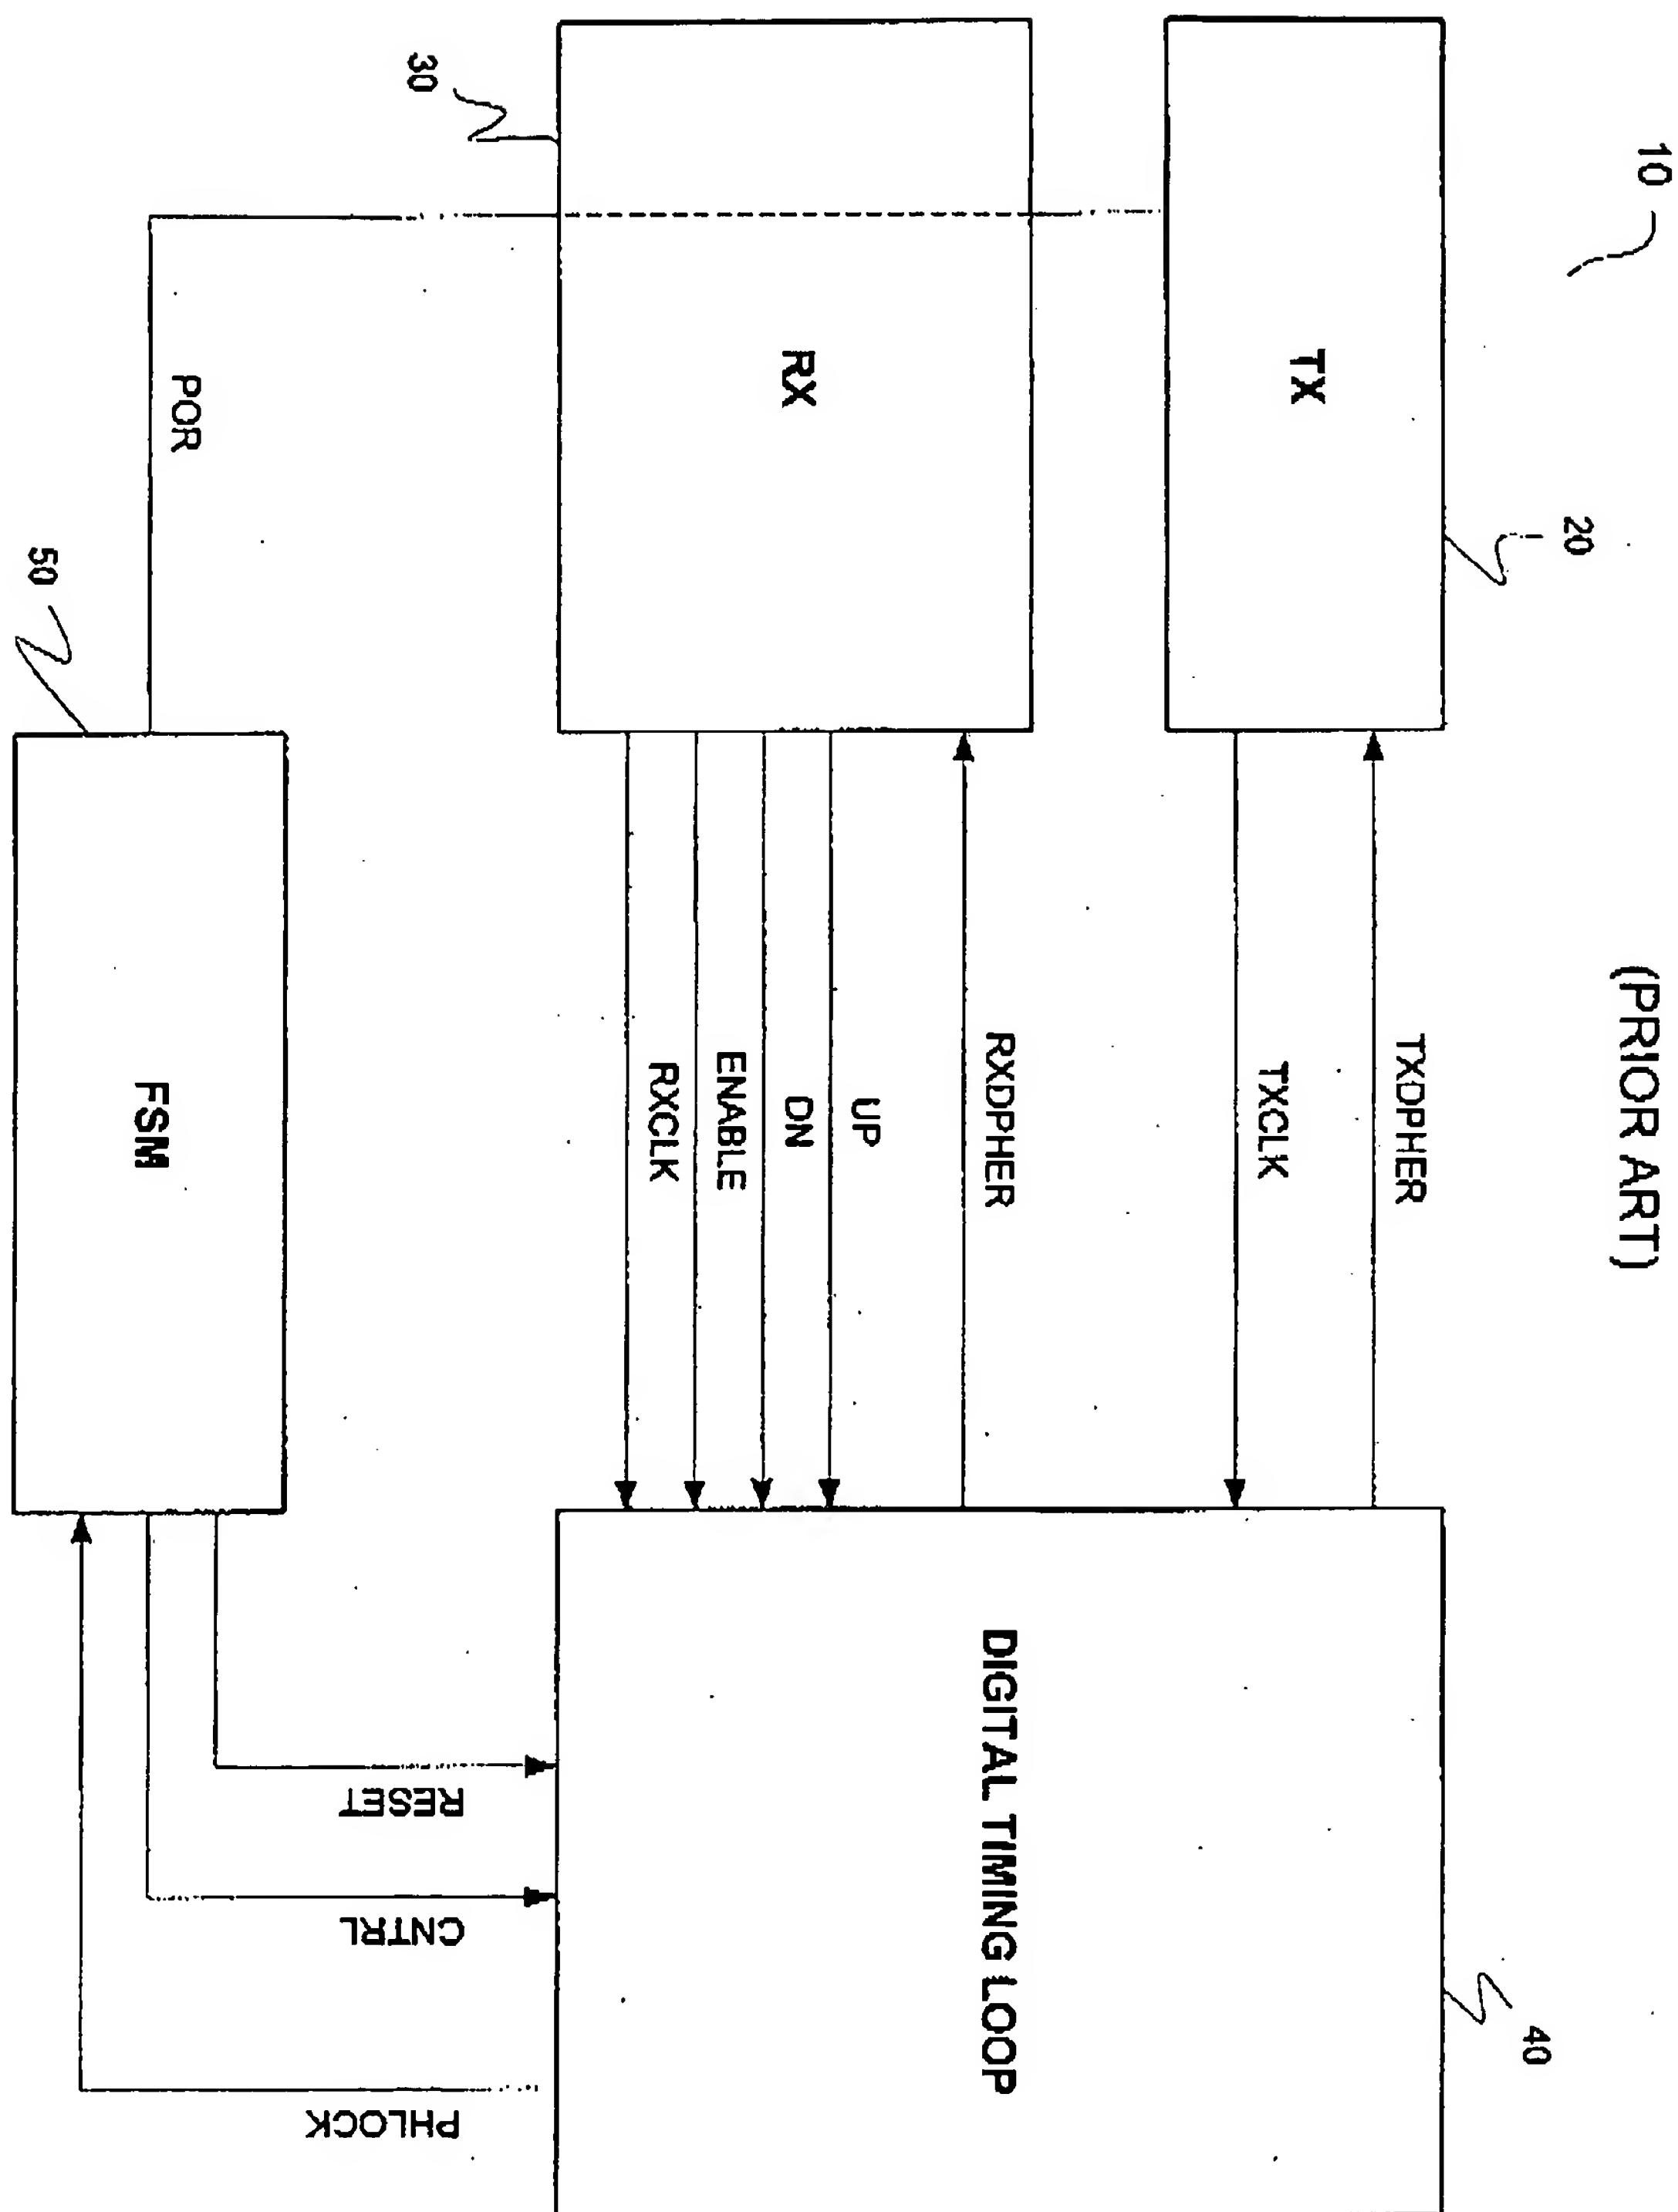 (PRIOR ART)
10
20
40
TX
TXDPHER
TXCLK
DIGITAL TIMING LOOP
RX
RXDPHER
UP
DN
ENABLE
RXCLK
30
RESET
CNTRL
PHLOCK
POR
50
FSM